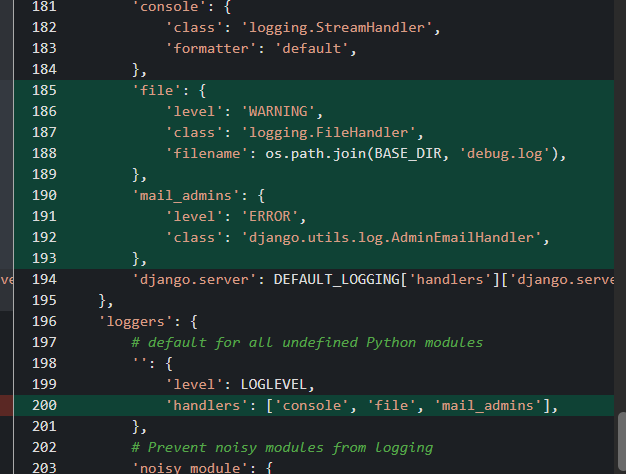 181 'console': {
182 'class': 'logging.StreamHandler',
183 'formatter': 'default',
184 },
185 'file': {
186 'level': 'WARNING',
187 'class': 'logging.FileHandler',
188 'filename': os.path.join(BASE_DIR, 'debug.log'),
189 },
190 'mail_admins': {
191 'level': 'ERROR',
192 'class': 'django.utils.log.AdminEmailHandler',
193 },
ve 194 'django.server': DEFAULT_LOGGING['handlers']['django.serve
195 },
196 'loggers': {
197 # default for all undefined Python modules
198 '': {
199 'level': LOGLEVEL,
200 'handlers': ['console', 'file', 'mail_admins'],
201 },
202 # Prevent noisy modules from logging
203 'noisy_module': {